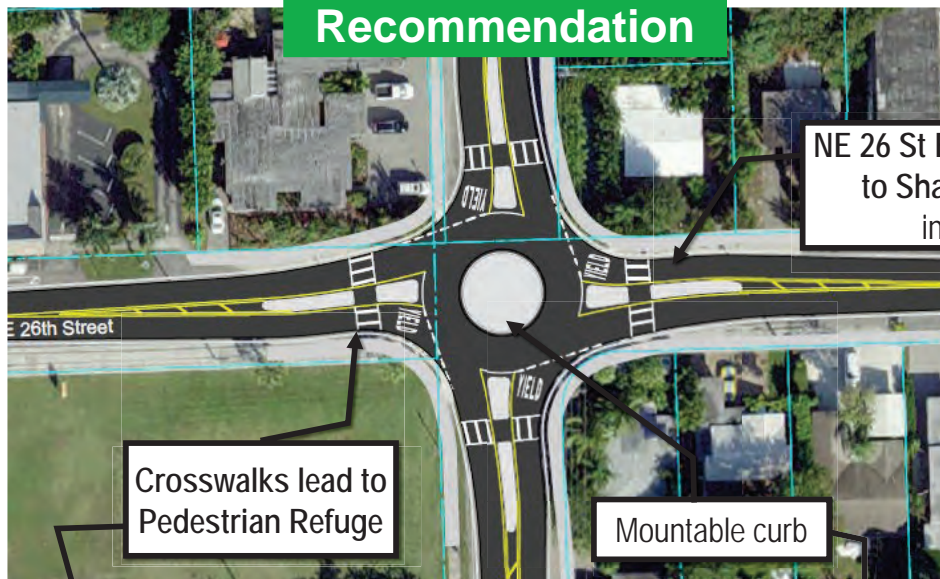 Recommendation
YIELD
NE 26 St
to
in
YIELD
E 26th Street
YIELD
YIELD
Crosswalks lead to
Pedestrian Refuge
Mountable curb